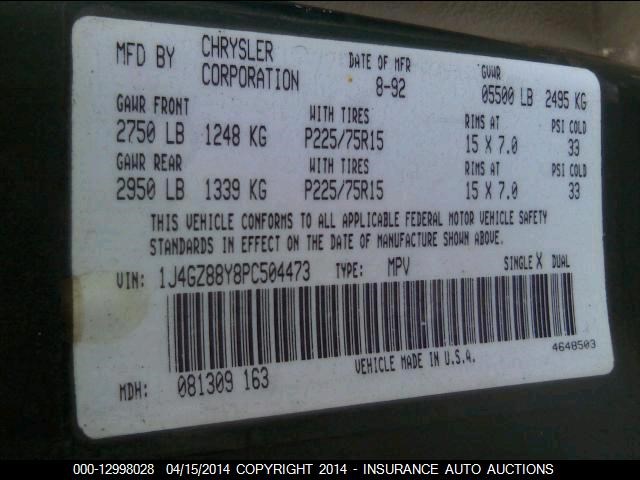 MFD BY CHRYSLER CORPORATION DATE OF MFR 8-92 GVWR 05500 LB 2495 KG
GAWR FRONT WITH TIRES RIMS AT PSI COLD
2750 LB 1248 KG P225/75R15 15 X 7.0 33
GAWR REAR WITH TIRES RIMS AT PSI COLD
2950 LB 1339 KG P225/75R15 15 X 7.0 33
THIS VEHICLE CONFORMS TO ALL APPLICABLE FEDERAL MOTOR VEHICLE SAFETY
STANDARDS IN EFFECT ON THE DATE OF MANUFACTURE SHOWN ABOVE.
VIN: 1J4GZ88Y8PC504473 TYPE: MPV SINGLE X DUAL
VEHICLE MADE IN U.S.A. 4648503
MDH: 081309 163
000-12998028 04/15/2014 COPYRIGHT 2014 - INSURANCE AUTO AUCTIONS